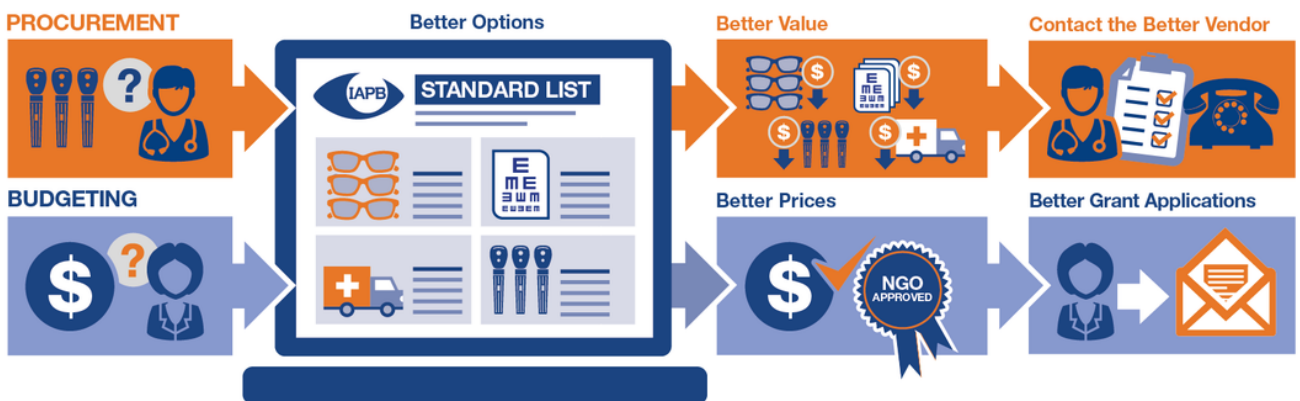 PROCUREMENT
Better Options
Better Value
Contact the Better Vendor
?
IAPB
STANDARD LIST
E
ME
$
$
E
M E
$
$
BUDGETING
Better Prices
Better Grant Applications
$
?
$
NGO
APPROVED